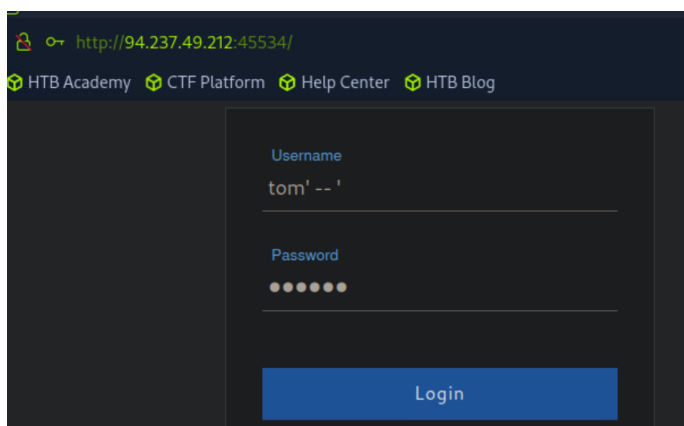 http://94.237.49.212:45534/
HTB Academy CTF Platform Help Center HTB Blog
Username
tom' -- '
Password
●●●●●●
Login